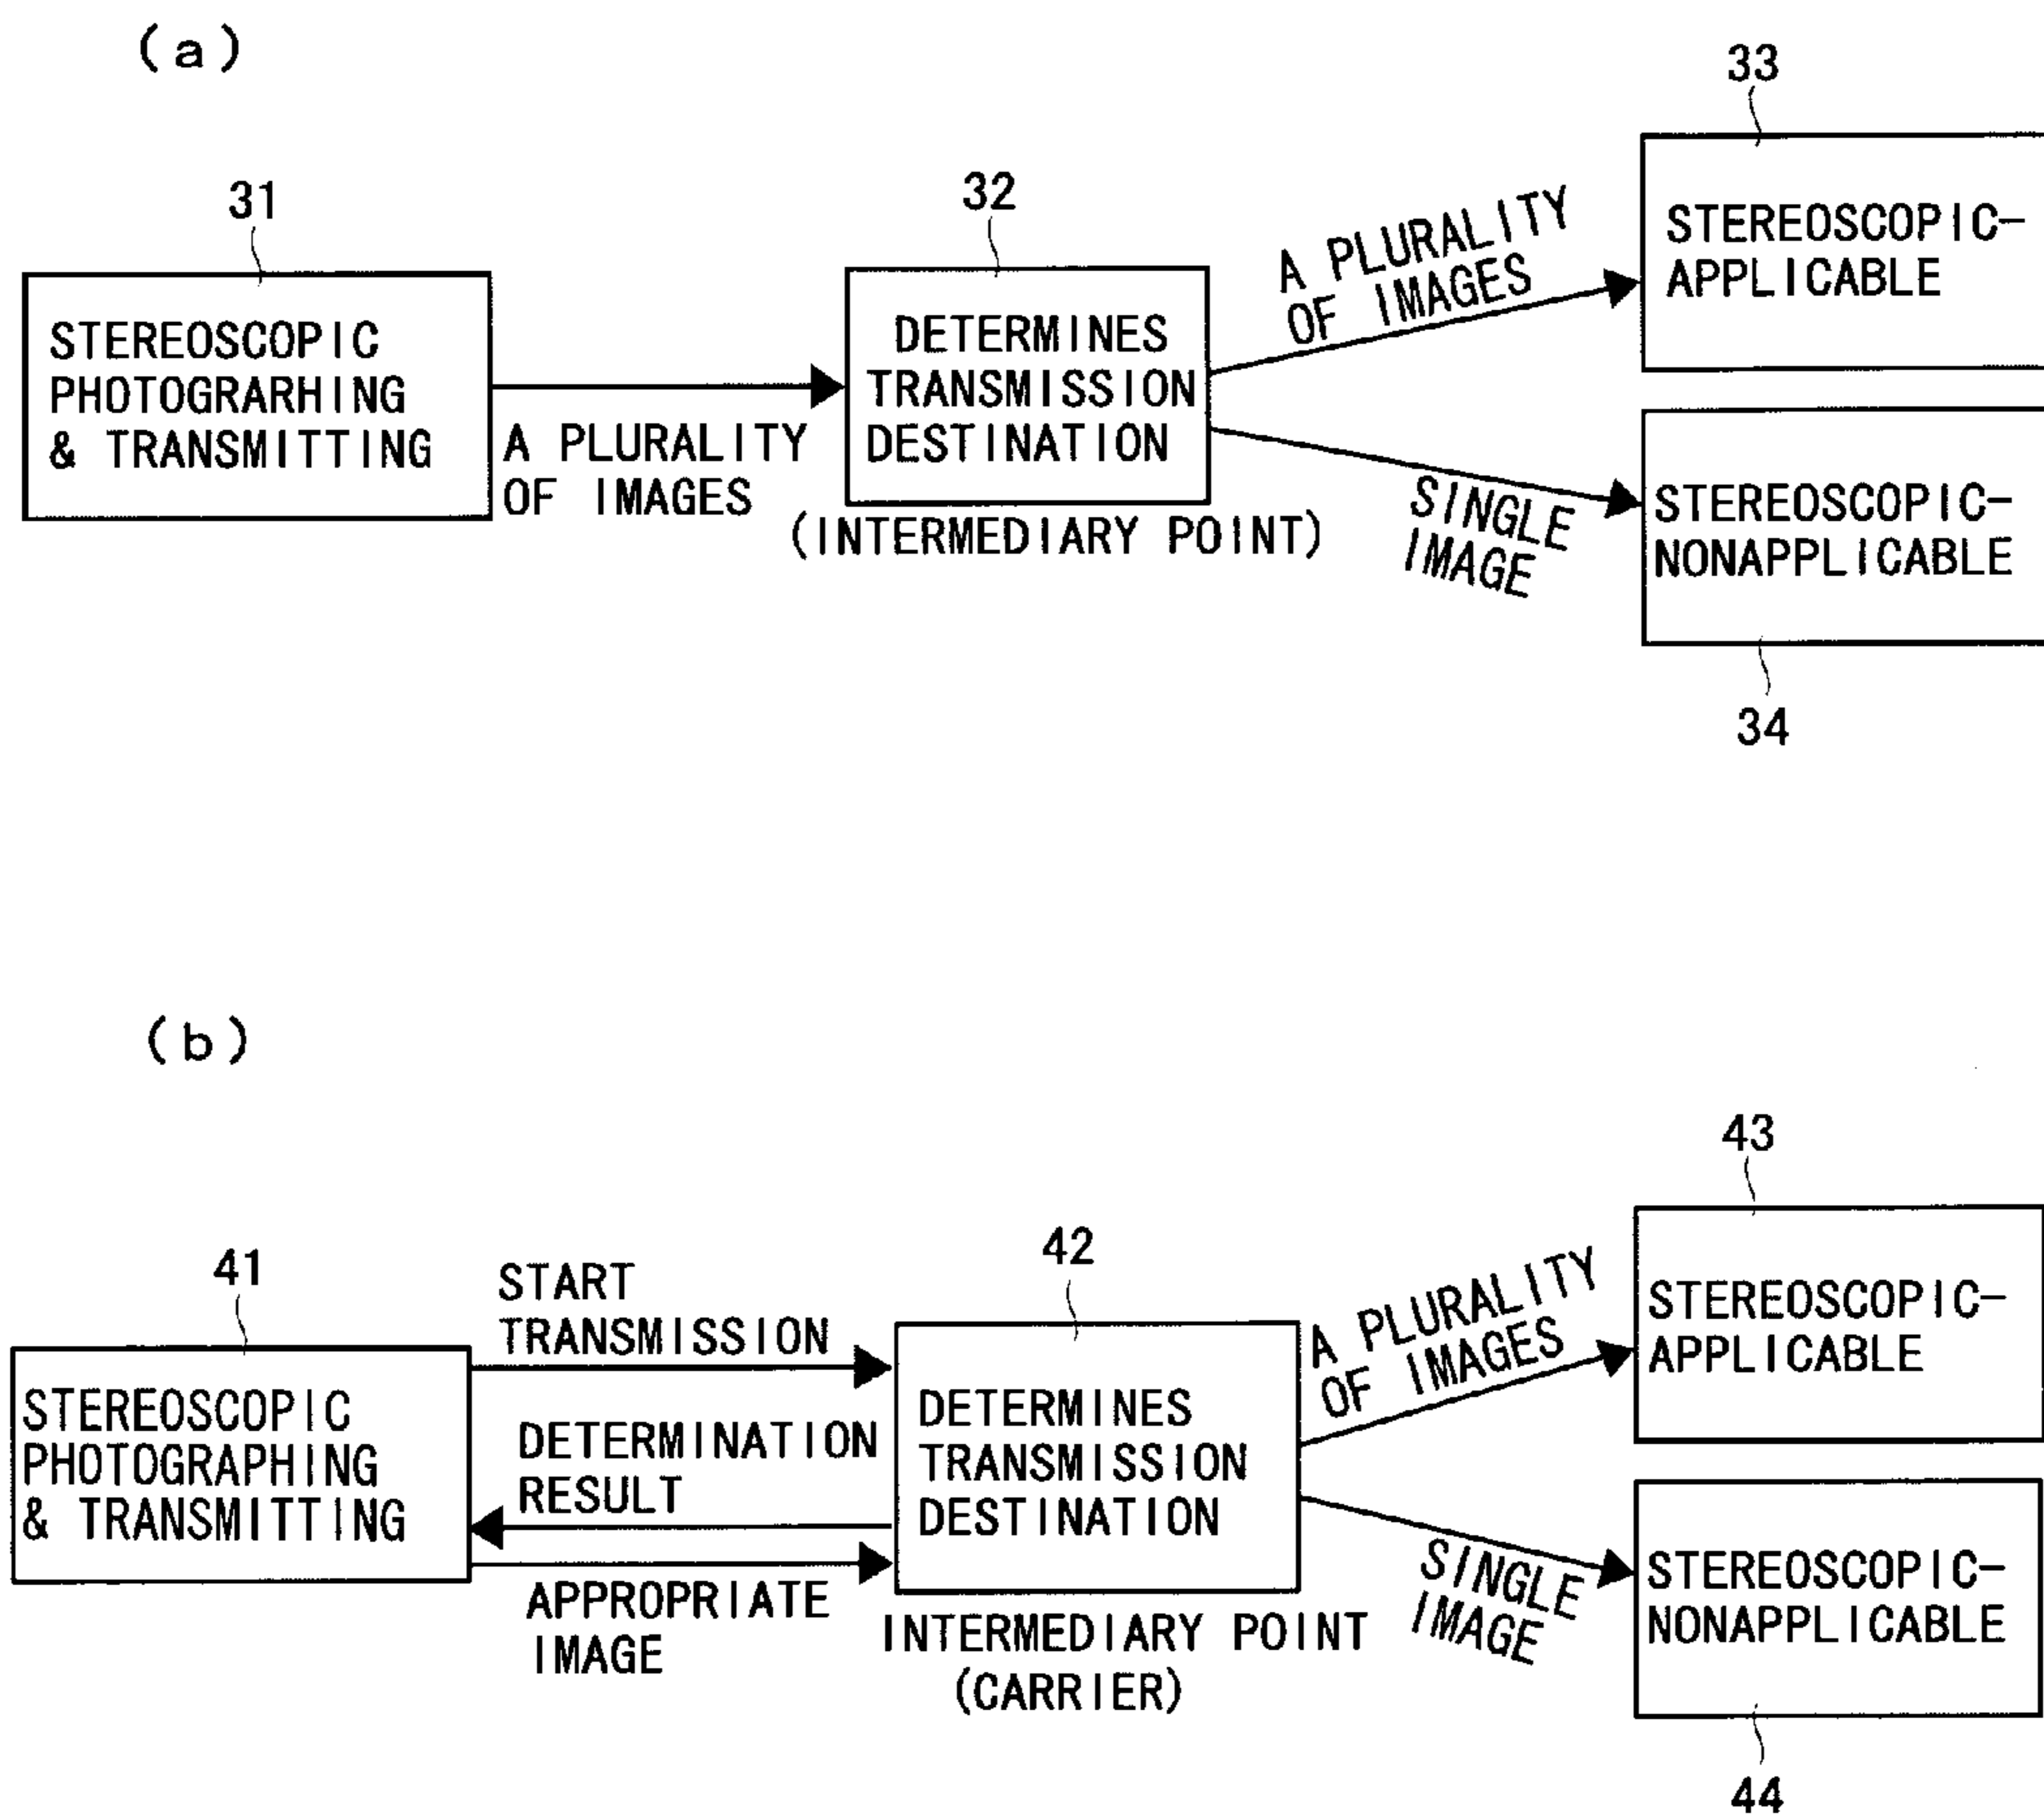 (a)
31
STEREOSCOPIC
PHOTOGRARHING
& TRANSMITTING
A PLURALITY
OF IMAGES
32
DETERMINES
TRANSMISSION
DESTINATION
(INTERMEDIARY POINT)
A PLURALITY
OF IMAGES
SINGLE
IMAGE
33
STEREOSCOPIC-
APPLICABLE
STEREOSCOPIC-
NONAPPLICABLE
34
(b)
41
STEREOSCOPIC
PHOTOGRAPHING
& TRANSMITTING
START
TRANSMISSION
DETERMINATION
RESULT
APPROPRIATE
IMAGE
42
DETERMINES
TRANSMISSION
DESTINATION
INTERMEDIARY POINT
(CARRIER)
A PLURALITY
OF IMAGES
SINGLE
IMAGE
43
STEREOSCOPIC-
APPLICABLE
STEREOSCOPIC-
NONAPPLICABLE
44